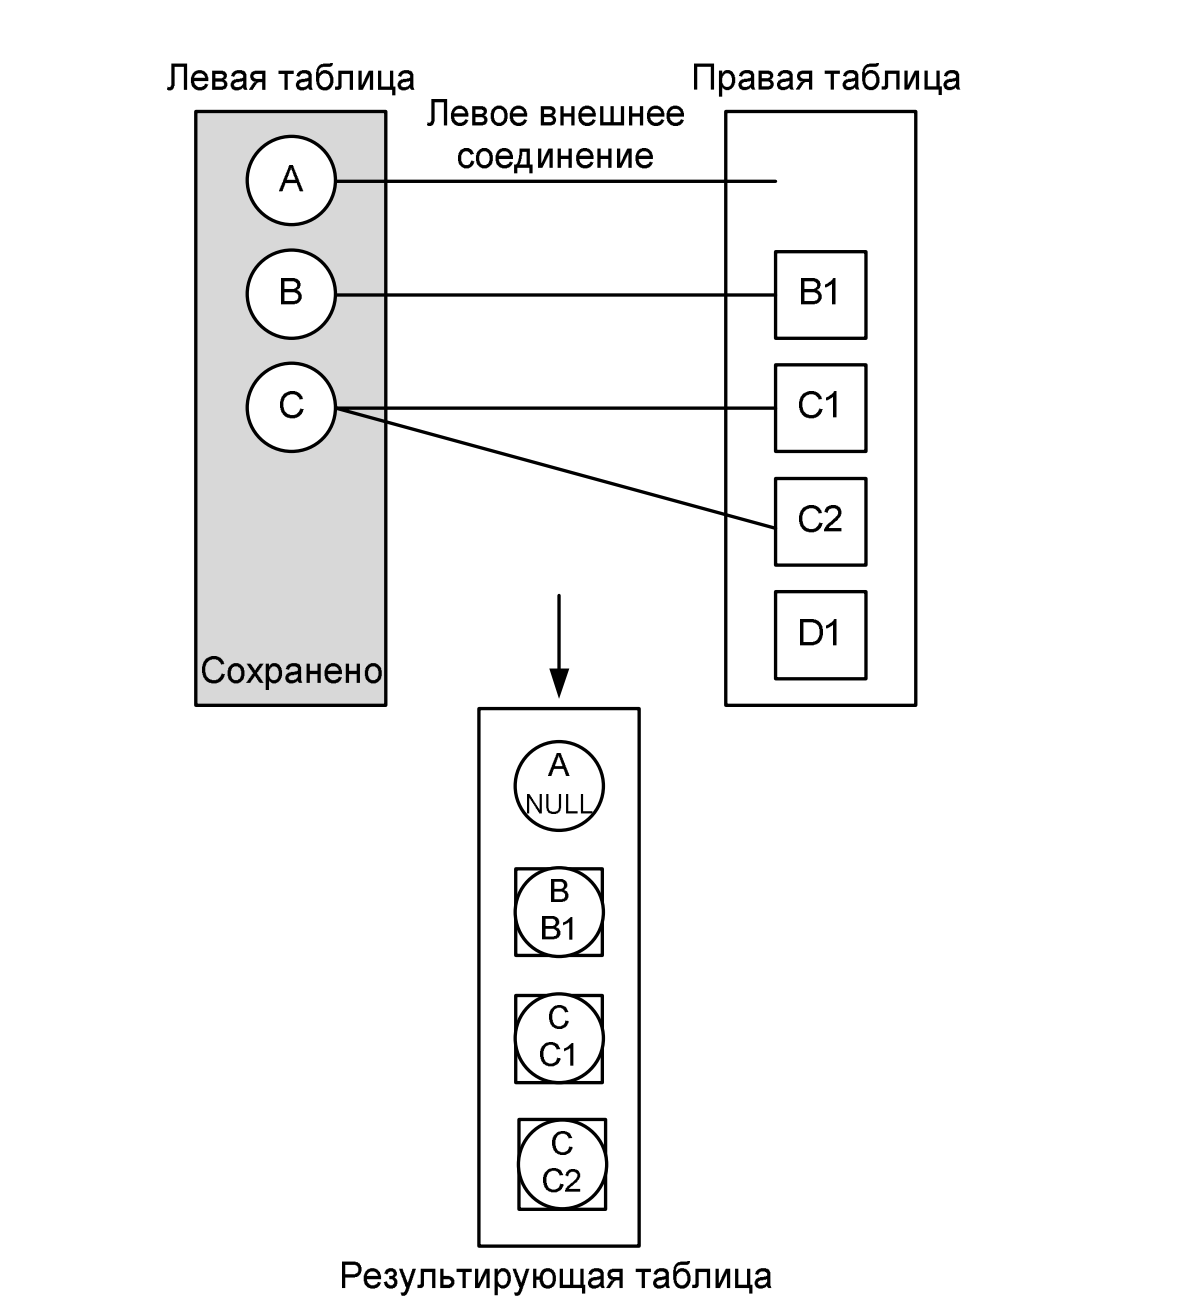 Левая таблица
Правая таблица
Левое внешнее
соединение
A
B
B1
C
C1
C2
D1
Сохранено
A
NULL
B
B1
C
C1
C
C2
Результирующая таблица